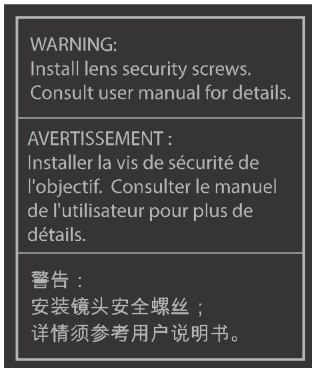 WARNING:
Install lens security screws.
Consult user manual for details.
AVERTISSEMENT :
Installer la vis de sécurité de
l'objectif. Consulter le manuel
de l'utilisateur pour plus de
détails.
警告：
安装镜头安全螺丝；
详情须参考用户说明书。